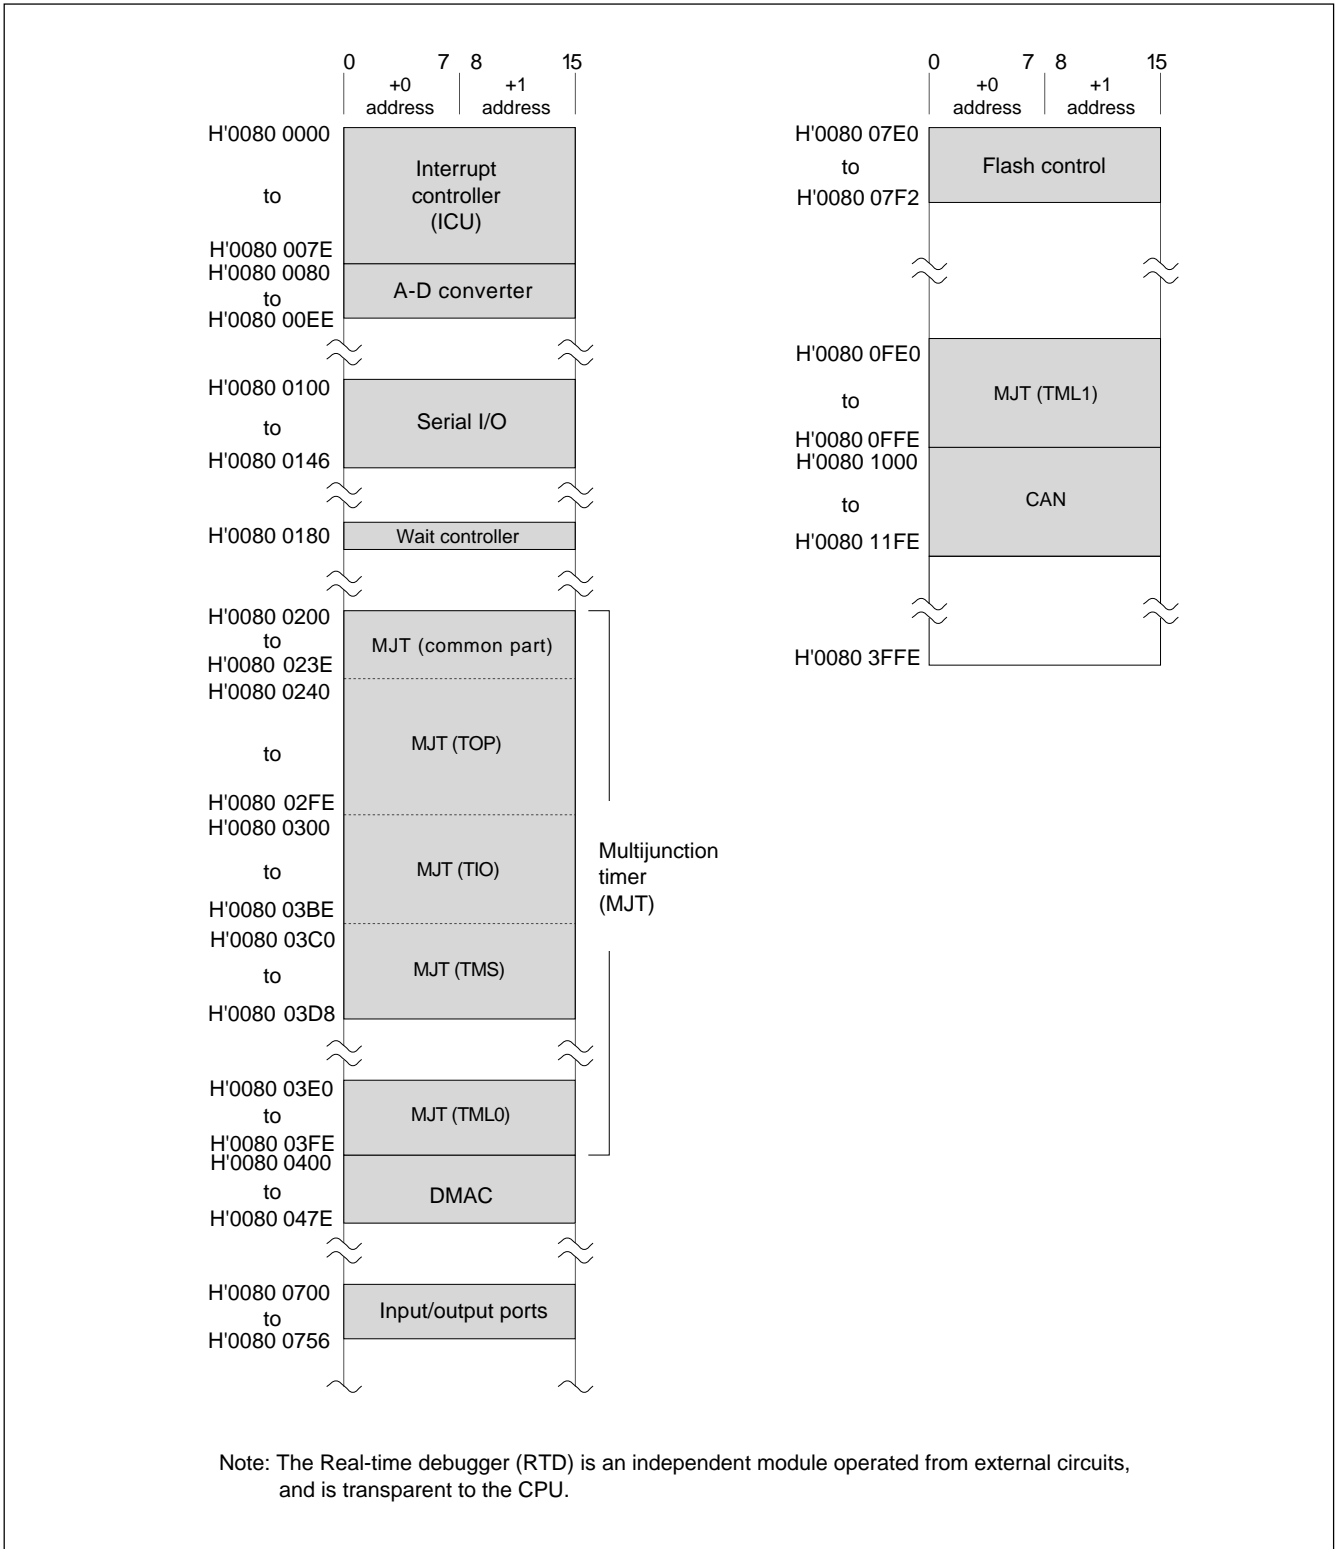 0 7 8 15
+0 address +1 address
H'0080 0000
to
H'0080 007E
Interrupt
controller
(ICU)
H'0080 0080
to
H'0080 00EE
A-D converter
H'0080 0100
to
H'0080 0146
Serial I/O
H'0080 0180
Wait controller
H'0080 0200
to
H'0080 023E
MJT (common part)
H'0080 0240
to
H'0080 02FE
MJT (TOP)
H'0080 0300
to
H'0080 03BE
MJT (TIO)
H'0080 03C0
to
H'0080 03D8
MJT (TMS)
Multijunction
timer
(MJT)
H'0080 03E0
to
H'0080 03FE
MJT (TML0)
H'0080 0400
to
H'0080 047E
DMAC
H'0080 0700
to
H'0080 0756
Input/output ports
0 7 8 15
+0 address +1 address
H'0080 07E0
to
H'0080 07F2
Flash control
H'0080 0FE0
to
H'0080 0FFE
MJT (TML1)
H'0080 1000
to
H'0080 11FE
CAN
H'0080 3FFE
Note: The Real-time debugger (RTD) is an independent module operated from external circuits,
and is transparent to the CPU.